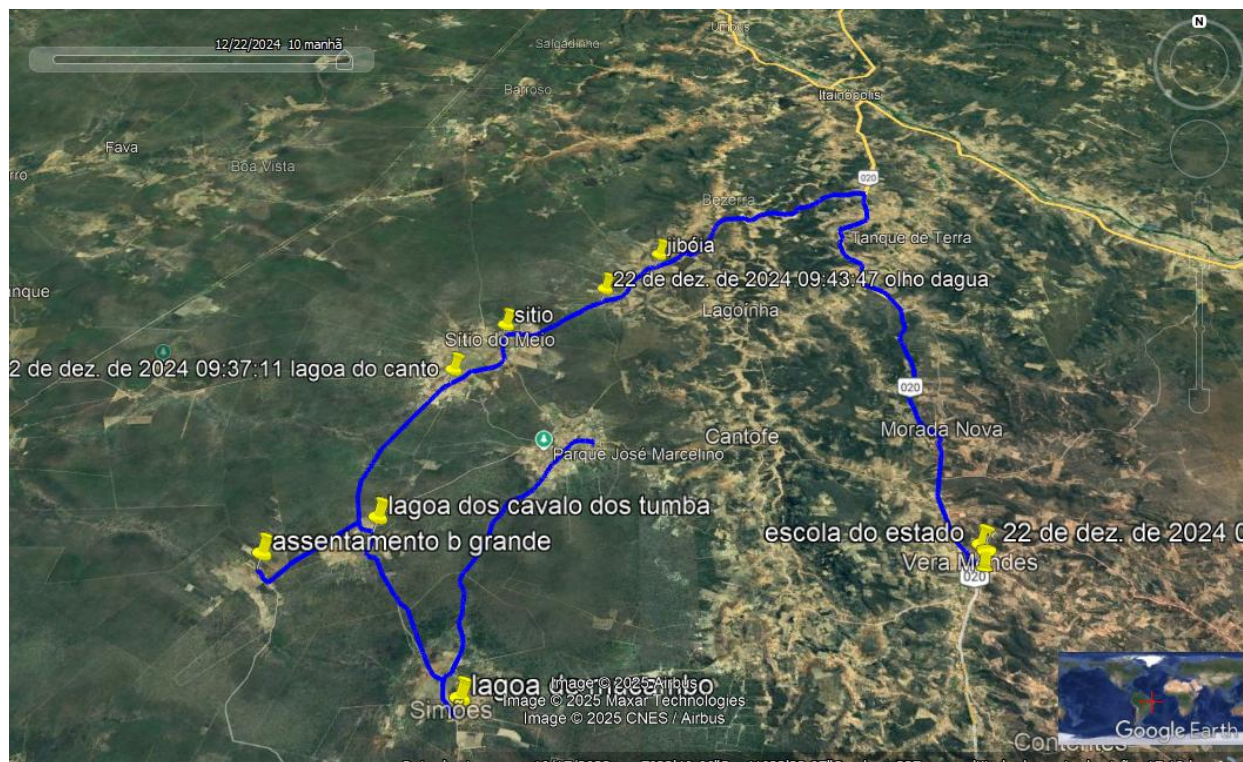 12/22/2024 10 manhã
N
Salgadinho
Barroso
Itainópolis
Fava
Boa Vista
020
Bezerra
jibóia
Tanque de Terra
22 de dez. de 2024 09:43:47 olho dagua
anque
Lagoinha
sitio
Sítio do Meio
2 de dez. de 2024 09:37:11 lagoa do canto
020
Morada Nova
Cantofe
Parque José Marcelino
lagoa dos cavalo dos tumba
escola do estado
22 de dez. de 2024 0
assentamento b grande
Vera Mendes
020
lagoa de macambo
Simões
Image © 2025 Airbus
Image © 2025 Maxar Technologies
Image © 2025 CNES / Airbus
Google Earth
Contentes